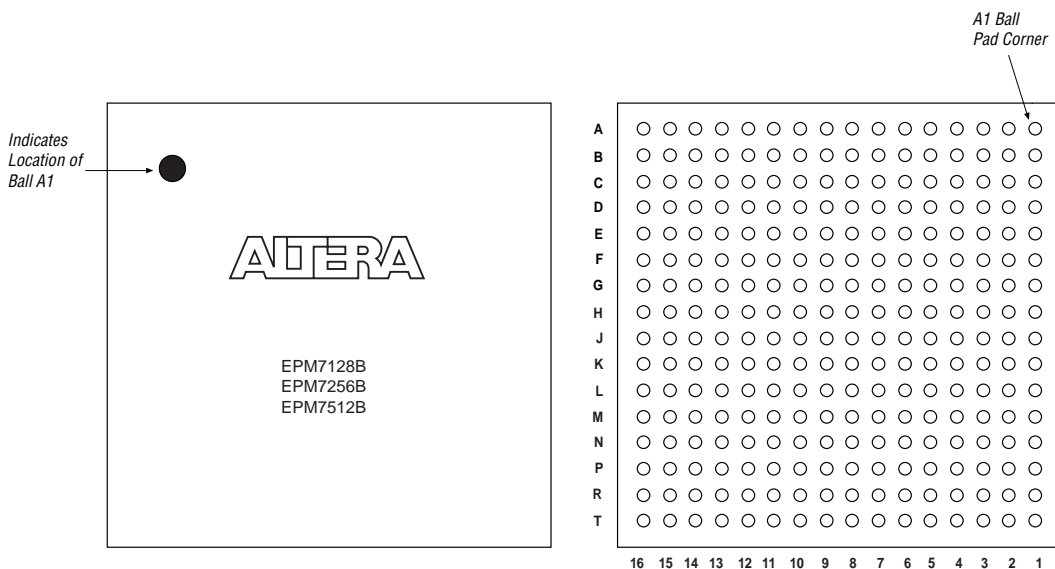 A1 Ball
Pad Corner
Indicates
Location of
Ball A1
ALTERA
EPM7128B
EPM7256B
EPM7512B
A
B
C
D
E
F
G
H
J
K
L
M
N
P
R
T
16 15 14 13 12 11 10 9 8 7 6 5 4 3 2 1